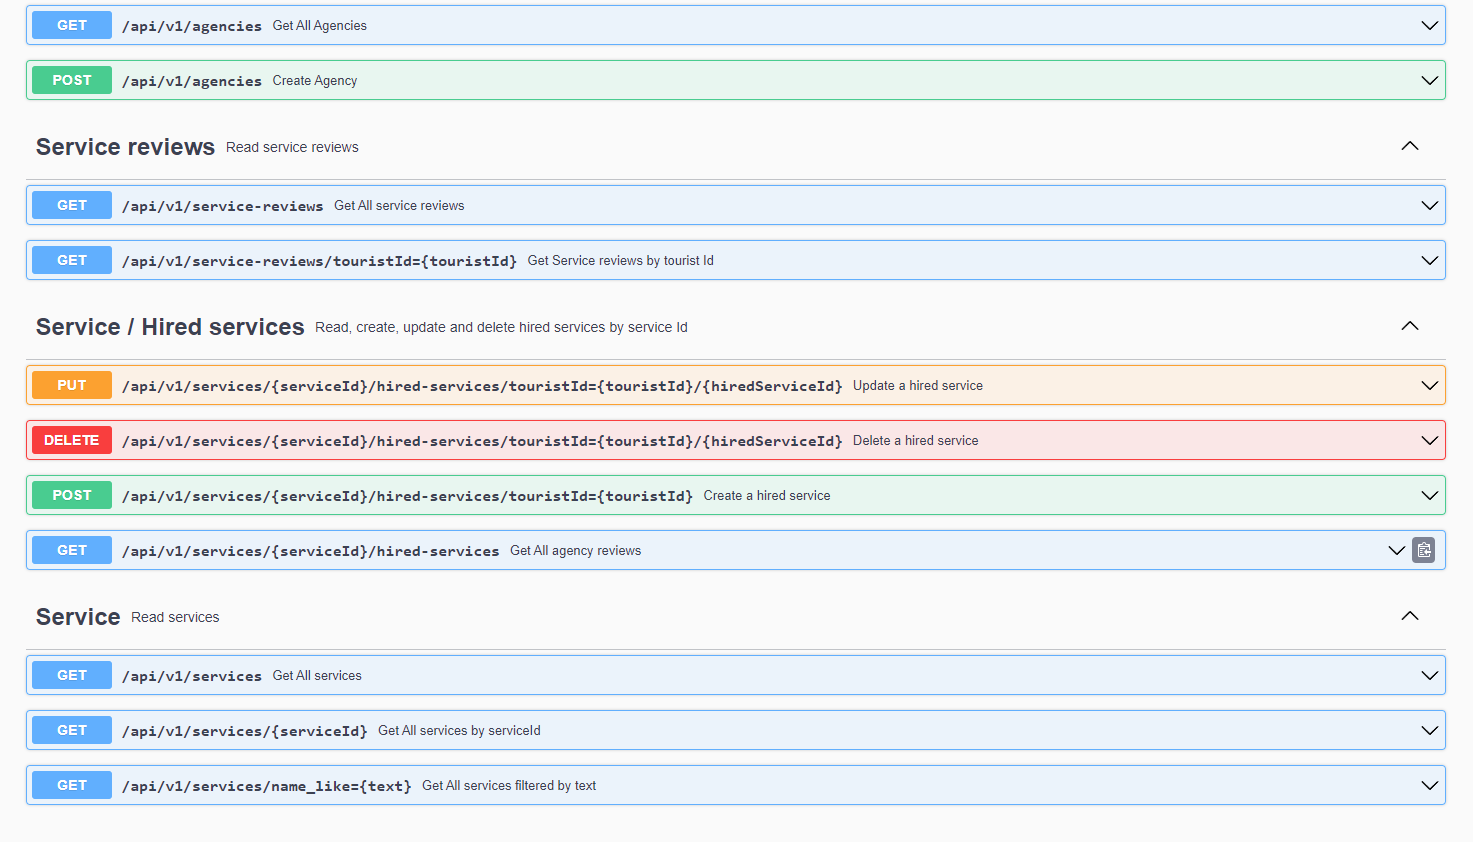 GET /api/v1/agencies Get All Agencies
POST /api/v1/agencies Create Agency
Service reviews Read service reviews
GET /api/v1/service-reviews Get All service reviews
GET /api/v1/service-reviews/touristId={touristId} Get Service reviews by tourist Id
Service / Hired services Read, create, update and delete hired services by service Id
PUT /api/v1/services/{serviceId}/hired-services/touristId={touristId}/{hiredServiceId} Update a hired service
DELETE /api/v1/services/{serviceId}/hired-services/touristId={touristId}/{hiredServiceId} Delete a hired service
POST /api/v1/services/{serviceId}/hired-services/touristId={touristId} Create a hired service
GET /api/v1/services/{serviceId}/hired-services Get All agency reviews
Service Read services
GET /api/v1/services Get All services
GET /api/v1/services/{serviceId} Get All services by serviceId
GET /api/v1/services/name_like={text} Get All services filtered by text